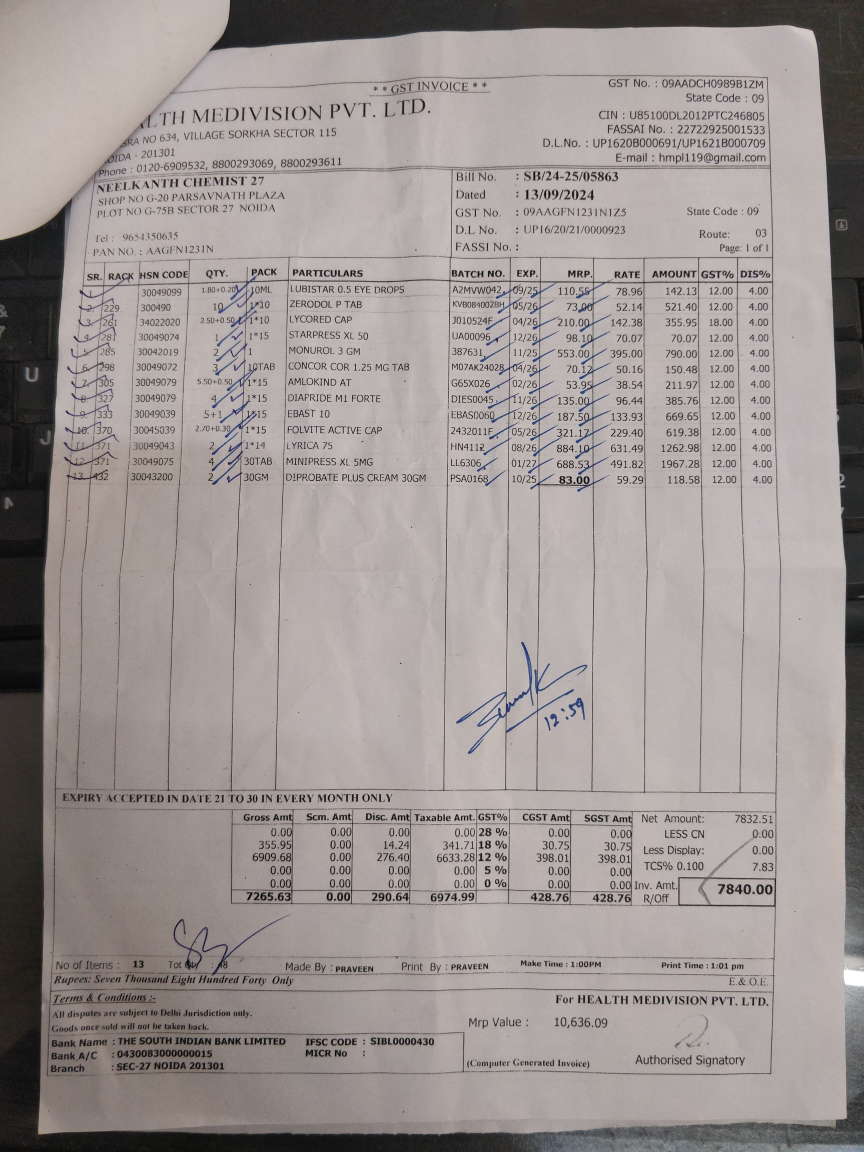 * * GST INVOICE * *
GST No. : 09AADCH0989B1ZM
State Code : 09
CIN : U85100DL2012PTC246805
FASSAI No. : 22722925001533
D.L.No. : UP1620B000691/UP1621B000709
E-mail : hmpl119@gmail.com
EALTH MEDIVISION PVT. LTD.
SRA NO 634, VILLAGE SORKHA SECTOR 115
NOIDA - 201301
Phone : 0120-6909532, 8800293069, 8800293611
NEELKANTH CHEMIST 27
SHOP NO G-20 PARSAVNATH PLAZA
PLOT NO G-75B SECTOR 27 NOIDA
Tel : 9654350635
PAN NO. : AAGFN1231N
Bill No. : SB/24-25/05863
Dated : 13/09/2024
GST No. : 09AAGFN1231N1Z5 State Code : 09
D.L No. : UP16/20/21/0000923
Route: 03
FASSI No. :
Page: 1 of 1
SR. RACK HSN CODE QTY. PACK PARTICULARS BATCH NO. EXP. MRP. RATE AMOUNT GST% DIS%
30049099 1.80+0.20 10ML LUBISTAR 0.5 EYE DROPS A2MVW042 09/25 110.55 78.96 142.13 12.00 4.00
2. 229 300490 10 1*10 ZERODOL P TAB KVB084002BH 05/26 73.00 52.14 521.40 12.00 4.00
3. 261 34022020 2.50+0.50 1*10 LYCORED CAP J010524F 04/26 210.00 142.38 355.95 18.00 4.00
4. 281 30049074 1 1*15 STARPRESS XL 50 UA00096 12/26 98.10 70.07 70.07 12.00 4.00
5. 285 30042019 2 1 MONUROL 3 GM 387631 11/25 553.00 395.00 790.00 12.00 4.00
6. 298 30049072 3 10TAB CONCOR COR 1.25 MG TAB M07AK24028 04/26 70.12 50.16 150.48 12.00 4.00
7. 305 30049079 5.50+0.50 1*15 AMLOKIND AT G65X026 02/26 53.95 38.54 211.97 12.00 4.00
8. 327 30049079 4 1*15 DIAPRIDE M1 FORTE DIES0045 11/26 135.00 96.44 385.76 12.00 4.00
9. 333 30049039 5+1 1*15 EBAST 10 EBAS0060 12/26 187.50 133.93 669.65 12.00 4.00
10. 370 30045039 2.70+0.30 1*15 FOLVITE ACTIVE CAP 2432011F 05/26 321.17 229.40 619.38 12.00 4.00
11. 371 30049043 2 1*14 LYRICA 75 HN4112 08/26 884.10 631.49 1262.98 12.00 4.00
12. 371 30049075 4 30TAB MINIPRESS XL 5MG LL6306 01/27 688.53 491.82 1967.28 12.00 4.00
13. 432 30043200 2 30GM DIPROBATE PLUS CREAM 30GM PSA0168 10/25 83.00 59.29 118.58 12.00 4.00
12:59
EXPIRY ACCEPTED IN DATE 21 TO 30 IN EVERY MONTH ONLY
Gross Amt Scm. Amt Disc. Amt Taxable Amt. GST% CGST Amt SGST Amt
0.00 0.00 0.00 0.00 28 % 0.00 0.00
355.95 0.00 14.24 341.71 18 % 30.75 30.75
6909.68 0.00 276.40 6633.28 12 % 398.01 398.01
0.00 0.00 0.00 0.00 5 % 0.00 0.00
0.00 0.00 0.00 0.00 0 % 0.00 0.00
7265.63 0.00 290.64 6974.99 428.76 428.76
Net Amount: 7832.51
LESS CN 0.00
Less Display: 0.00
TCS% 0.100 7.83
Inv. Amt.
R/Off 7840.00
No of Items : 13 Tot Made By : PRAVEEN Print By : PRAVEEN Make Time : 1:00PM Print Time : 1:01 pm
Rupees: Seven Thousand Eight Hundred Forty Only E.& O.E.
Terms & Conditions :-
All disputes are subject to Delhi Jurisdiction only.
Goods once sold will not be taken back.
For HEALTH MEDIVISION PVT. LTD.
Mrp Value : 10,636.09
Bank Name : THE SOUTH INDIAN BANK LIMITED IFSC CODE : SIBL0000430
Bank A/C : 0430083000000015 MICR No :
Branch : SEC-27 NOIDA 201301
(Computer Generated Invoice)
Authorised Signatory